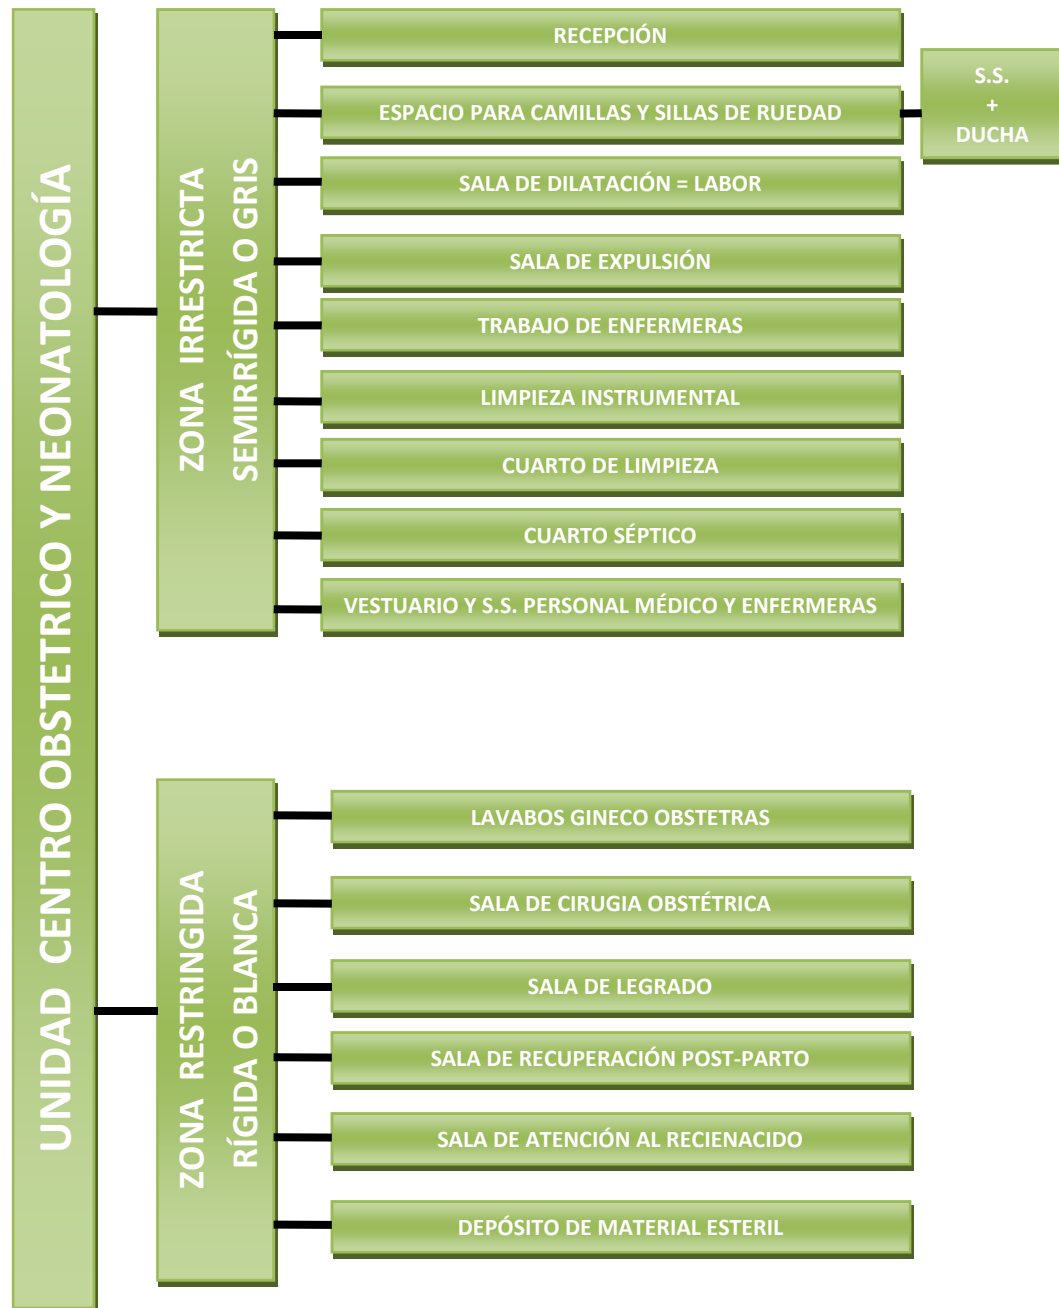 UNIDAD CENTRO OBSTETRICO Y NEONATOLOGÍA
ZONA IRRESTRICTA
SEMIRRÍGIDA O GRIS
RECEPCIÓN
ESPACIO PARA CAMILLAS Y SILLAS DE RUEDAD
S.S.
+
DUCHA
SALA DE DILATACIÓN = LABOR
SALA DE EXPULSIÓN
TRABAJO DE ENFERMERAS
LIMPIEZA INSTRUMENTAL
CUARTO DE LIMPIEZA
CUARTO SÉPTICO
VESTUARIO Y S.S. PERSONAL MÉDICO Y ENFERMERAS
ZONA RESTRINGIDA
RÍGIDA O BLANCA
LAVABOS GINECO OBSTETRAS
SALA DE CIRUGIA OBSTÉTRICA
SALA DE LEGRADO
SALA DE RECUPERACIÓN POST-PARTO
SALA DE ATENCIÓN AL RECIENACIDO
DEPÓSITO DE MATERIAL ESTERIL